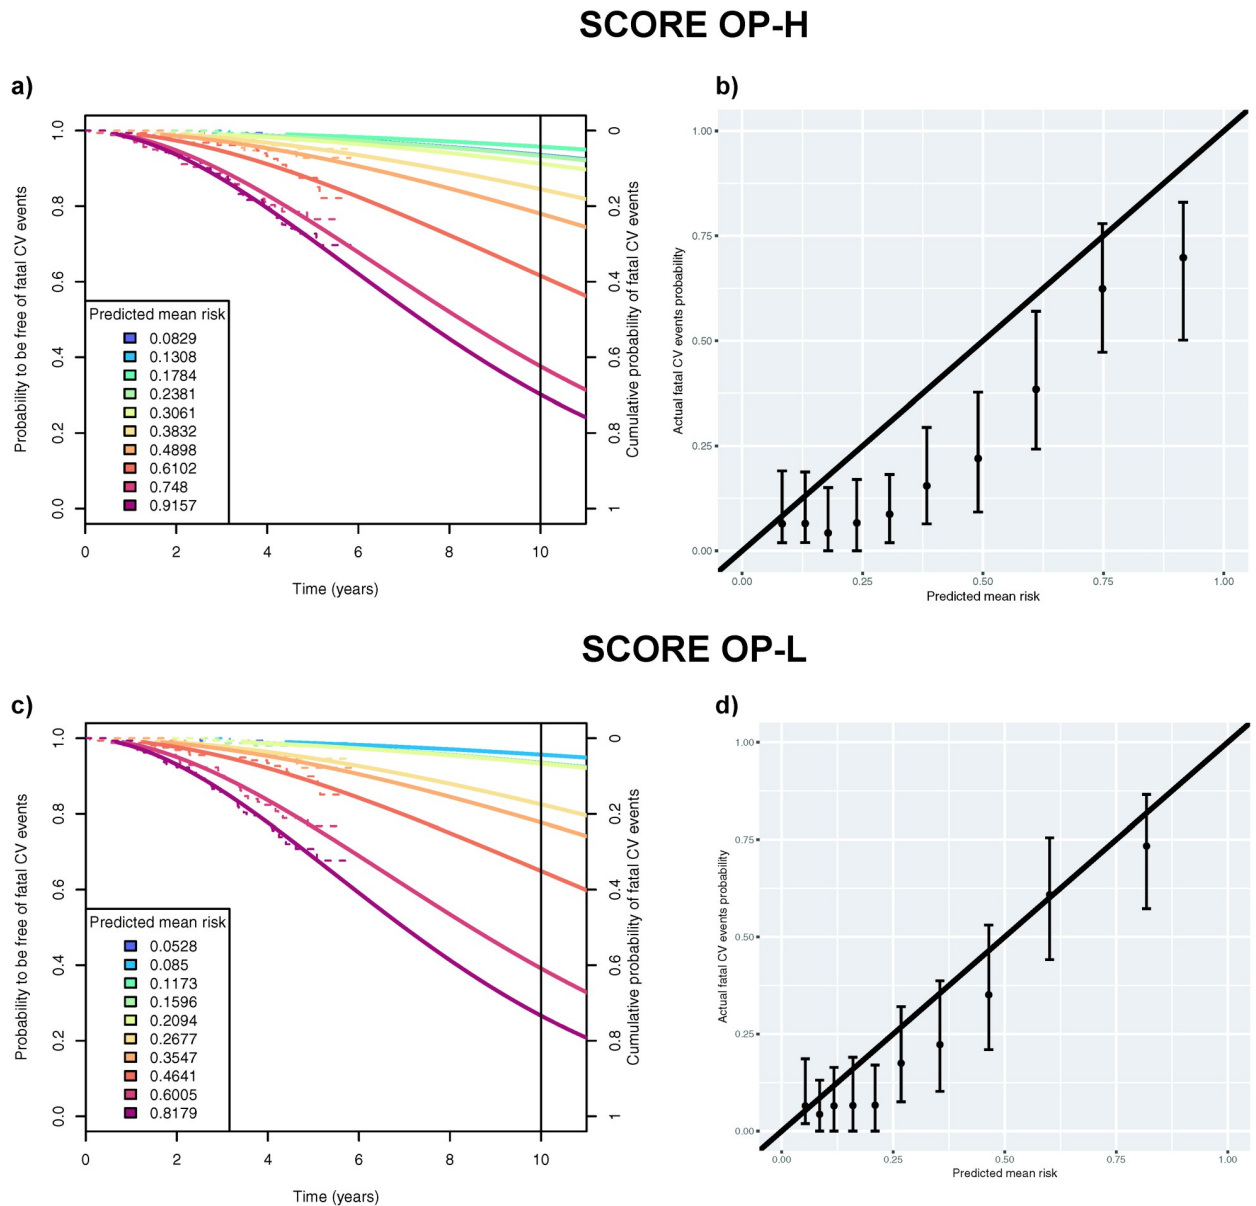 SCORE OP-H
a)
Probability to be free of fatal CV events
1.0
0.8
0.6
0.4
0.2
0.0
0
0.2
0.4
0.6
0.8
1
Cumulative probability of fatal CV events
Predicted mean risk
0.0829
0.1308
0.1784
0.2381
0.3061
0.3832
0.4898
0.6102
0.748
0.9157
0 2 4 6 8 10
Time (years)
b)
Actual fatal CV events probability
1.00
0.75
0.50
0.25
0.00
0.00 0.25 0.50 0.75 1.00
Predicted mean risk
SCORE OP-L
c)
Probability to be free of fatal CV events
1.0
0.8
0.6
0.4
0.2
0.0
0
0.2
0.4
0.6
0.8
1
Cumulative probability of fatal CV events
Predicted mean risk
0.0528
0.085
0.1173
0.1596
0.2094
0.2677
0.3547
0.4641
0.6005
0.8179
0 2 4 6 8 10
Time (years)
d)
Actual fatal CV events probability
1.00
0.75
0.50
0.25
0.00
0.00 0.25 0.50 0.75 1.00
Predicted mean risk